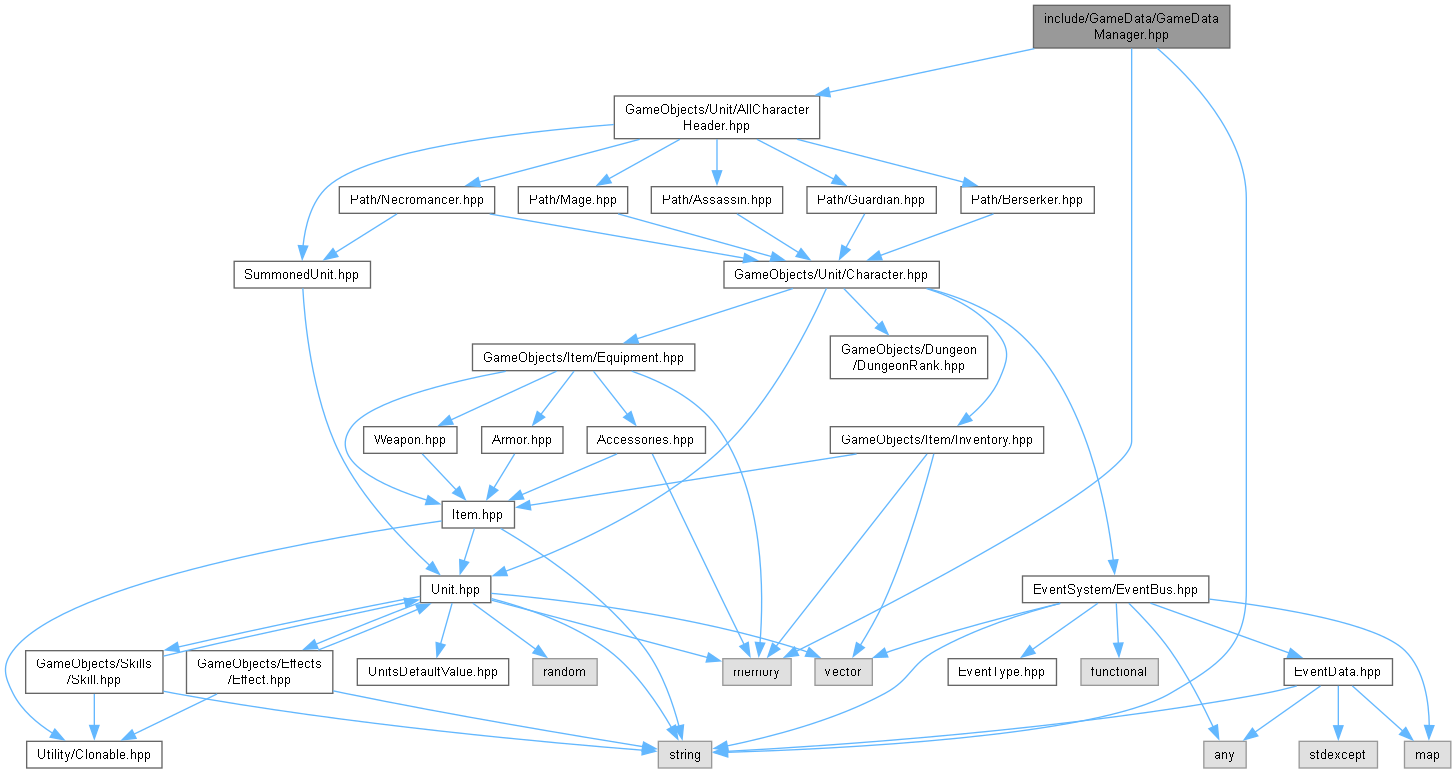 include/GameData/GameData
Manager.hpp
GameObjects/Unit/AllCharacter
Header.hpp
Path/Necromancer.hpp
Path/Mage.hpp
Path/Assassin.hpp
Path/Guardian.hpp
Path/Berserker.hpp
SummonedUnit.hpp
GameObjects/Unit/Character.hpp
GameObjects/Item/Equipment.hpp
GameObjects/Dungeon
/DungeonRank.hpp
Weapon.hpp
Armor.hpp
Accessories.hpp
GameObjects/Item/Inventory.hpp
Item.hpp
Unit.hpp
EventSystem/EventBus.hpp
GameObjects/Skills
/Skill.hpp
GameObjects/Effects
/Effect.hpp
UnitsDefaultValue.hpp
random
memory
vector
EventType.hpp
functional
EventData.hpp
Utility/Clonable.hpp
string
any
stdexcept
map